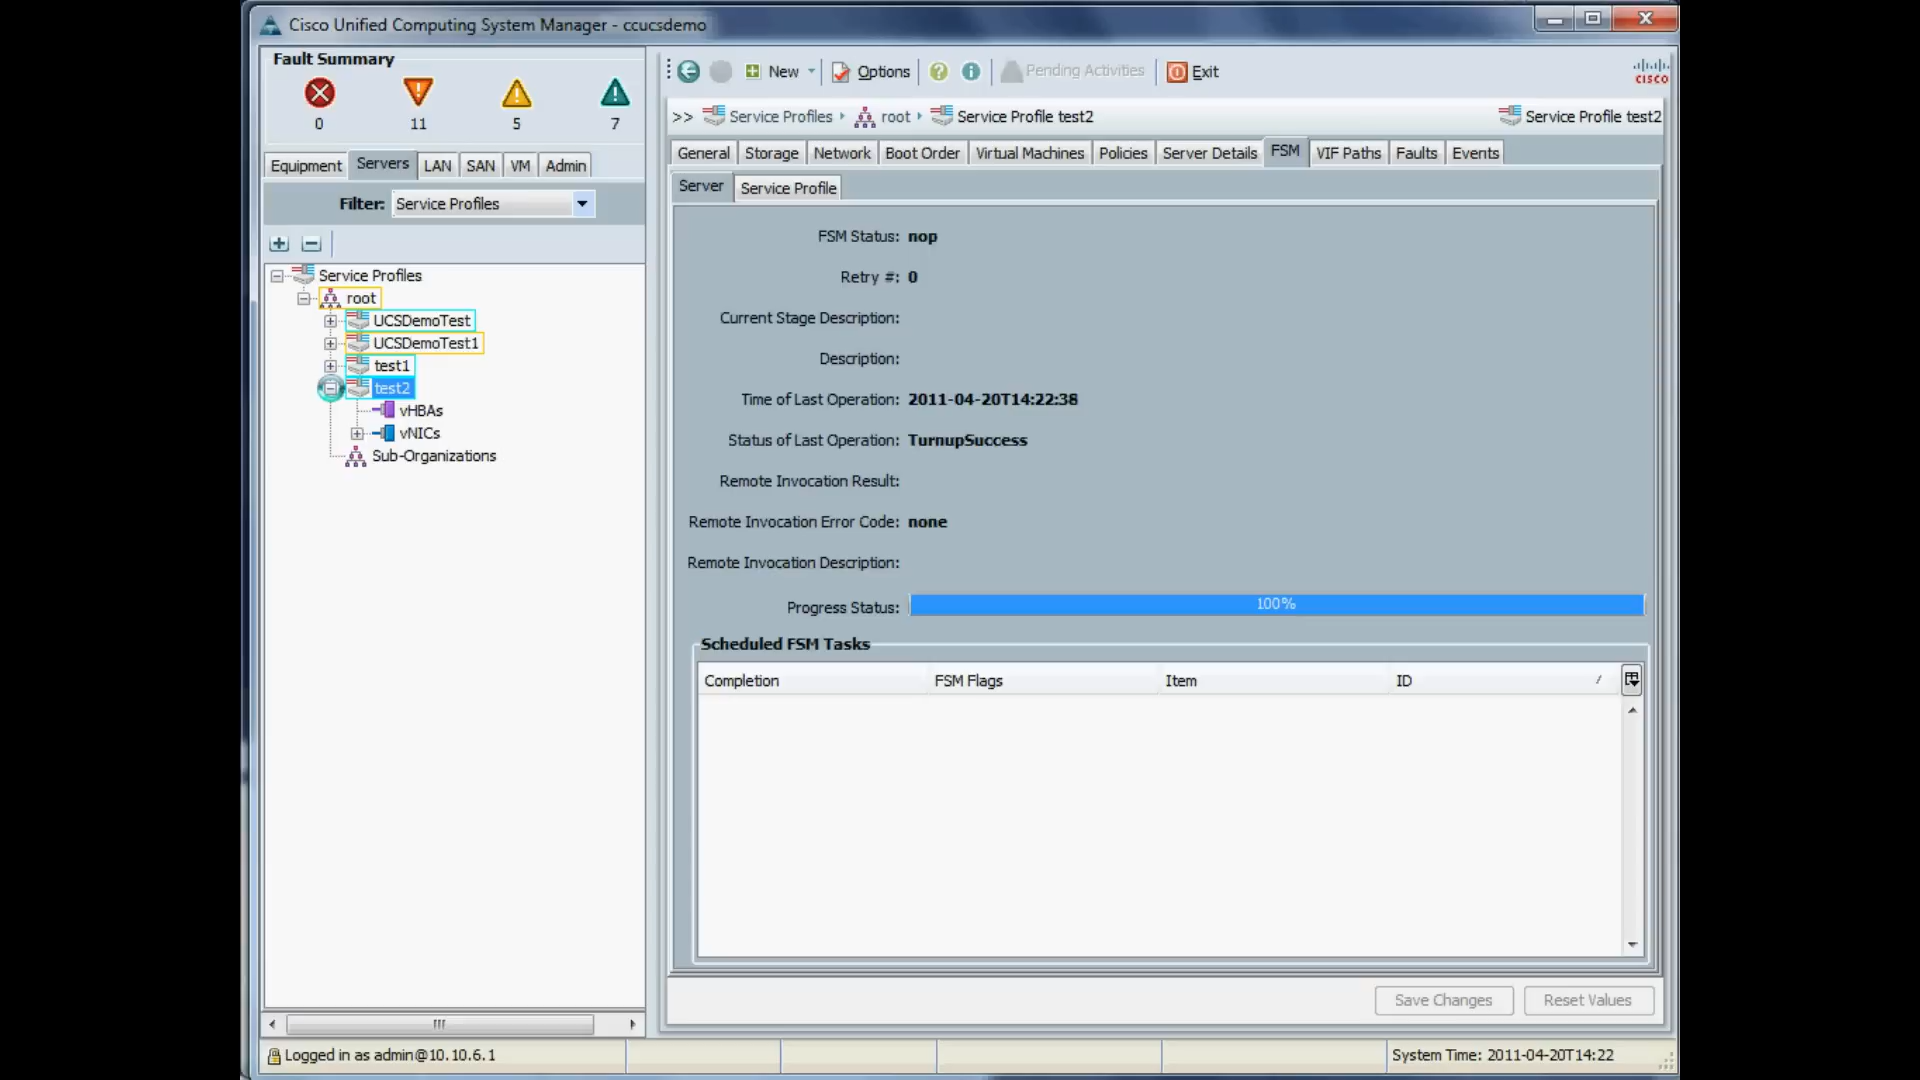 Cisco Unified Computing System Manager - ccucsdemo
Fault Summary
0 11 5 7
Equipment Servers LAN SAN VM Admin
Filter: Service Profiles
Service Profiles
root
UCSDemoTest
UCSDemoTest1
test1
test2
vHBAs
vNICs
Sub-Organizations
New Options Pending Activities Exit
cisco
>> Service Profiles root Service Profile test2 Service Profile test2
General Storage Network Boot Order Virtual Machines Policies Server Details FSM VIF Paths Faults Events
Server Service Profile
FSM Status: nop
Retry #: 0
Current Stage Description:
Description:
Time of Last Operation: 2011-04-20T14:22:38
Status of Last Operation: TurnupSuccess
Remote Invocation Result:
Remote Invocation Error Code: none
Remote Invocation Description:
Progress Status: 100%
Scheduled FSM Tasks
Completion FSM Flags Item ID
Save Changes Reset Values
Logged in as admin@10.10.6.1
System Time: 2011-04-20T14:22